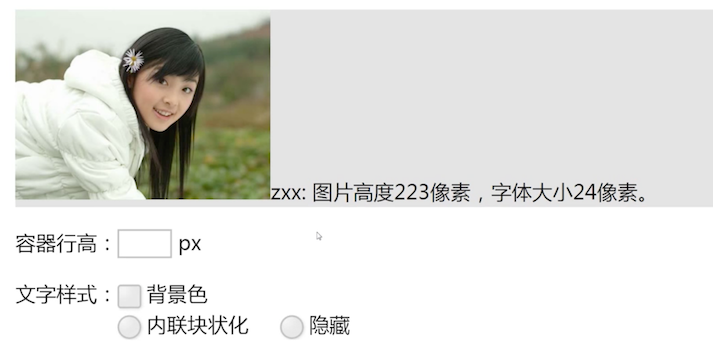 zxx: 图片高度223像素，字体大小24像素。
容器行高： px
文字样式： 背景色
内联块状化 隐藏